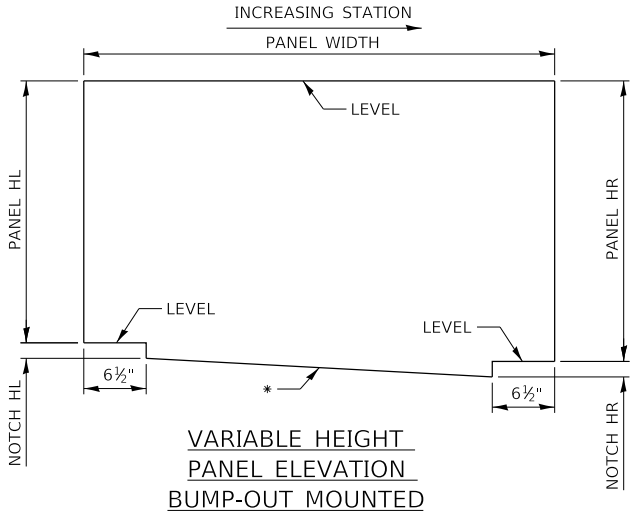 INCREASING STATION
PANEL WIDTH
LEVEL
PANEL HL
PANEL HR
LEVEL
LEVEL
6½"
6½"
*
NOTCH HL
NOTCH HR
VARIABLE HEIGHT
PANEL ELEVATION
BUMP-OUT MOUNTED